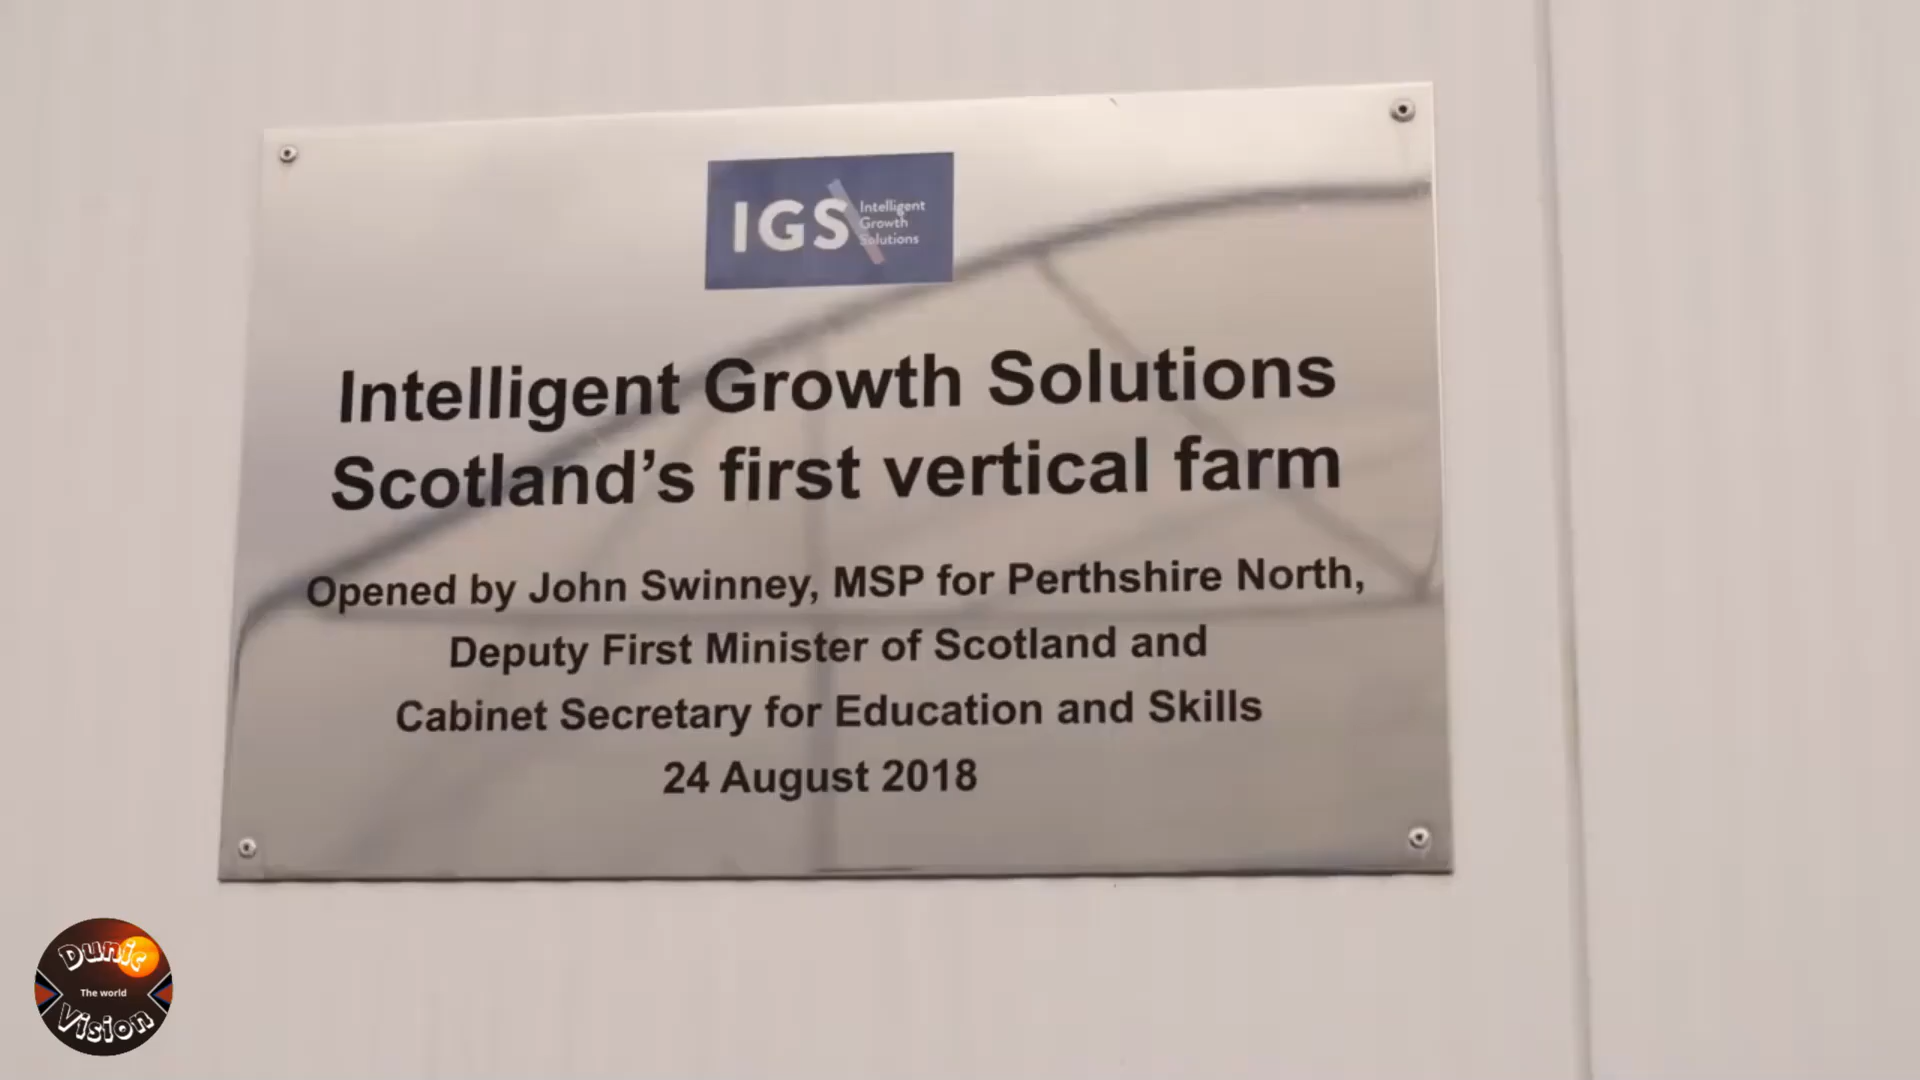 IGS
Intelligent
Growth
Solutions
Intelligent Growth Solutions
Scotland’s first vertical farm
Opened by John Swinney, MSP for Perthshire North,
Deputy First Minister of Scotland and
Cabinet Secretary for Education and Skills
24 August 2018
Dunic
The world
Vision